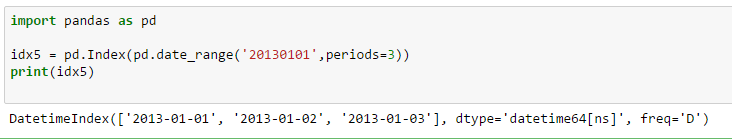 import pandas as pd
idx5 = pd.Index(pd.date_range('20130101',periods=3))
print(idx5)
DatetimeIndex(['2013-01-01', '2013-01-02', '2013-01-03'], dtype='datetime64[ns]', freq='D')